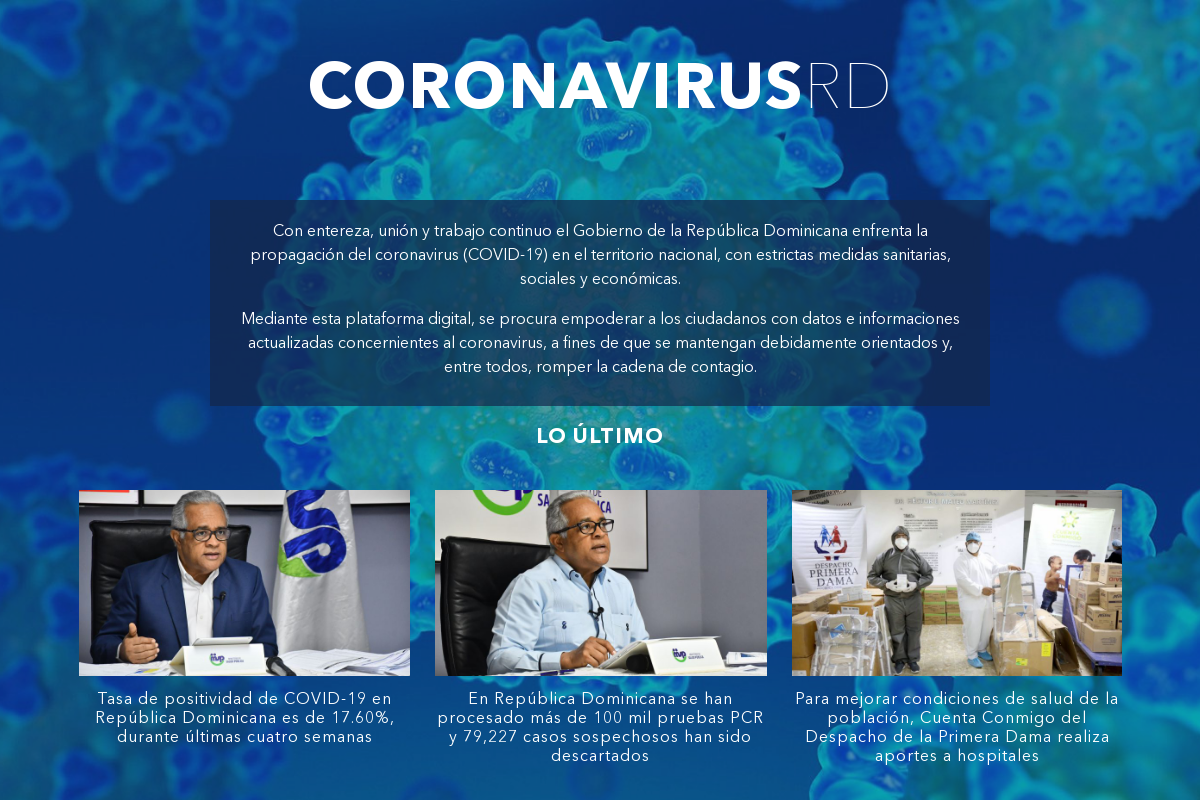 CORONAVIRUSRD
Con entereza, unión y trabajo continuo el Gobierno de la República Dominicana enfrenta la
propagación del coronavirus (COVID-19) en el territorio nacional, con estrictas medidas sanitarias,
sociales y económicas.
Mediante esta plataforma digital, se procura empoderar a los ciudadanos con datos e informaciones
actualizadas concernientes al coronavirus, a fines de que se mantengan debidamente orientados y,
entre todos, romper la cadena de contagio.
LO ÚLTIMO
DESPACHO
PRIMERA
DAMA
Tasa de positividad de COVID-19 en
República Dominicana es de 17.60%,
durante últimas cuatro semanas
En República Dominicana se han
procesado más de 100 mil pruebas PCR
y 79,227 casos sospechosos han sido
descartados
Para mejorar condiciones de salud de la
población, Cuenta Conmigo del
Despacho de la Primera Dama realiza
aportes a hospitales